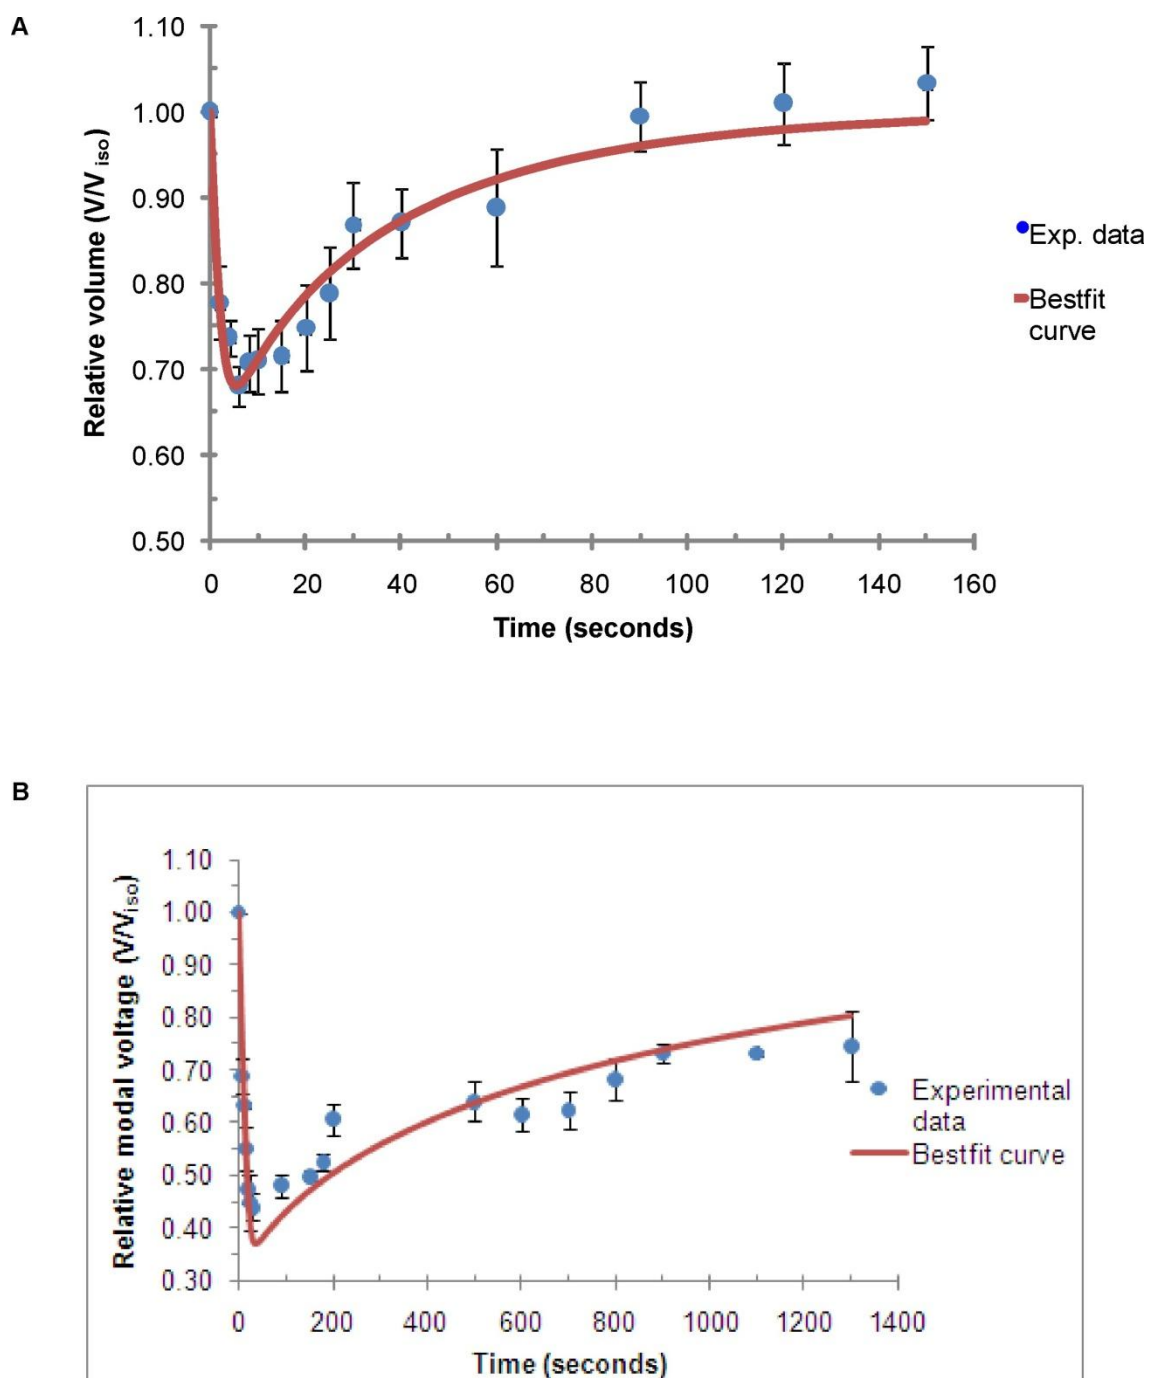 A
1.10
1.00
0.90
0.80
0.70
0.60
0.50
Relative volume (V/V iso)
0 20 40 60 80 100 120 140 160
Time (seconds)
Exp. data
Bestfit
curve
B
1.10
1.00
0.90
0.80
0.70
0.60
0.50
0.40
0.30
Relative modal voltage (V/Viso)
0 200 400 600 800 1000 1200 1400
Time (seconds)
Experimental
data
Bestfit curve